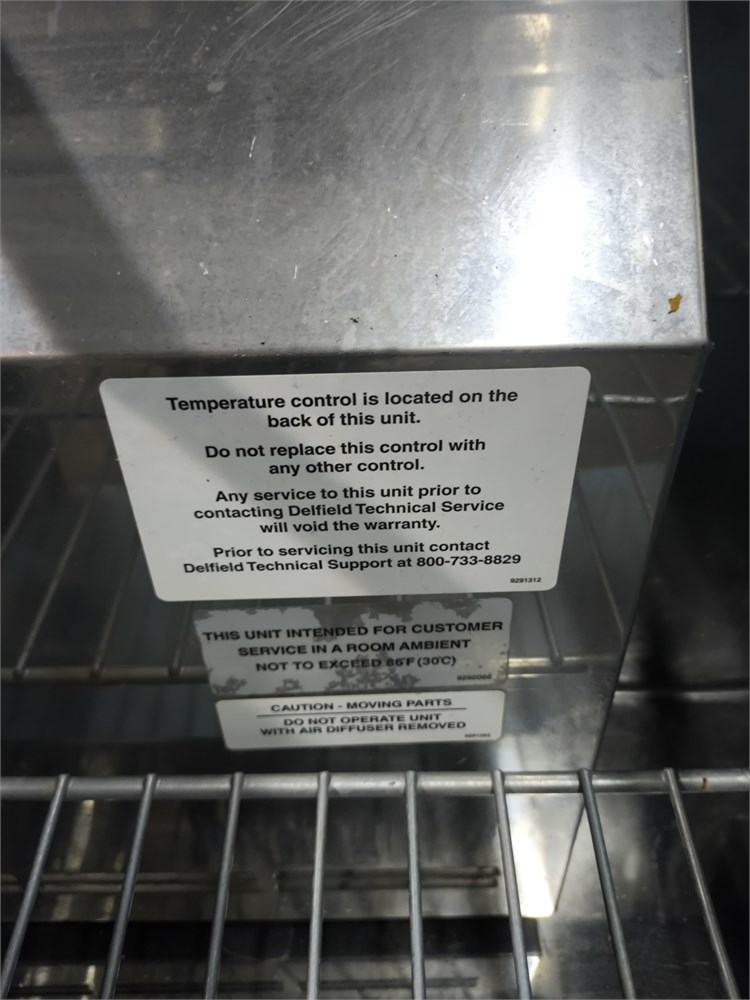 Temperature control is located on the
back of this unit.
Do not replace this control with
any other control.
Any service to this unit prior to
contacting Delfield Technical Service
will void the warranty.
Prior to servicing this unit contact
Delfield Technical Support at 800-733-8829
9291312
THIS UNIT INTENDED FOR CUSTOMER
SERVICE IN A ROOM AMBIENT
NOT TO EXCEED 86°F (30°C)
CAUTION - MOVING PARTS
DO NOT OPERATE UNIT
WITH AIR DIFFUSER REMOVED